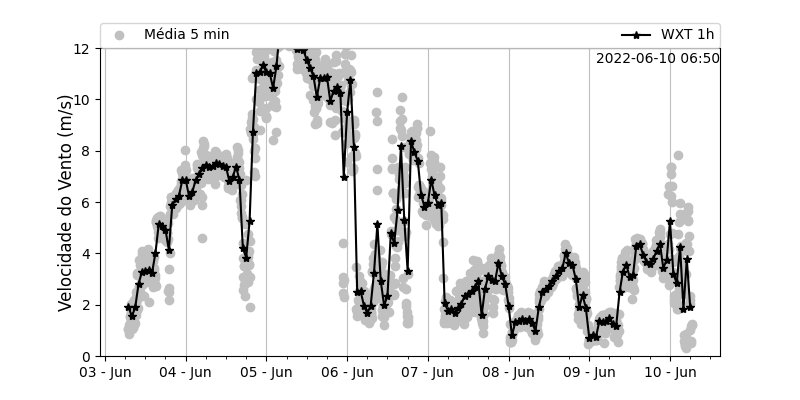 Média 5 min WXT 1h
2022-06-10 06:50
Velocidade do Vento (m/s)
12
10
8
6
4
2
0
03 - Jun 04 - Jun 05 - Jun 06 - Jun 07 - Jun 08 - Jun 09 - Jun 10 - Jun